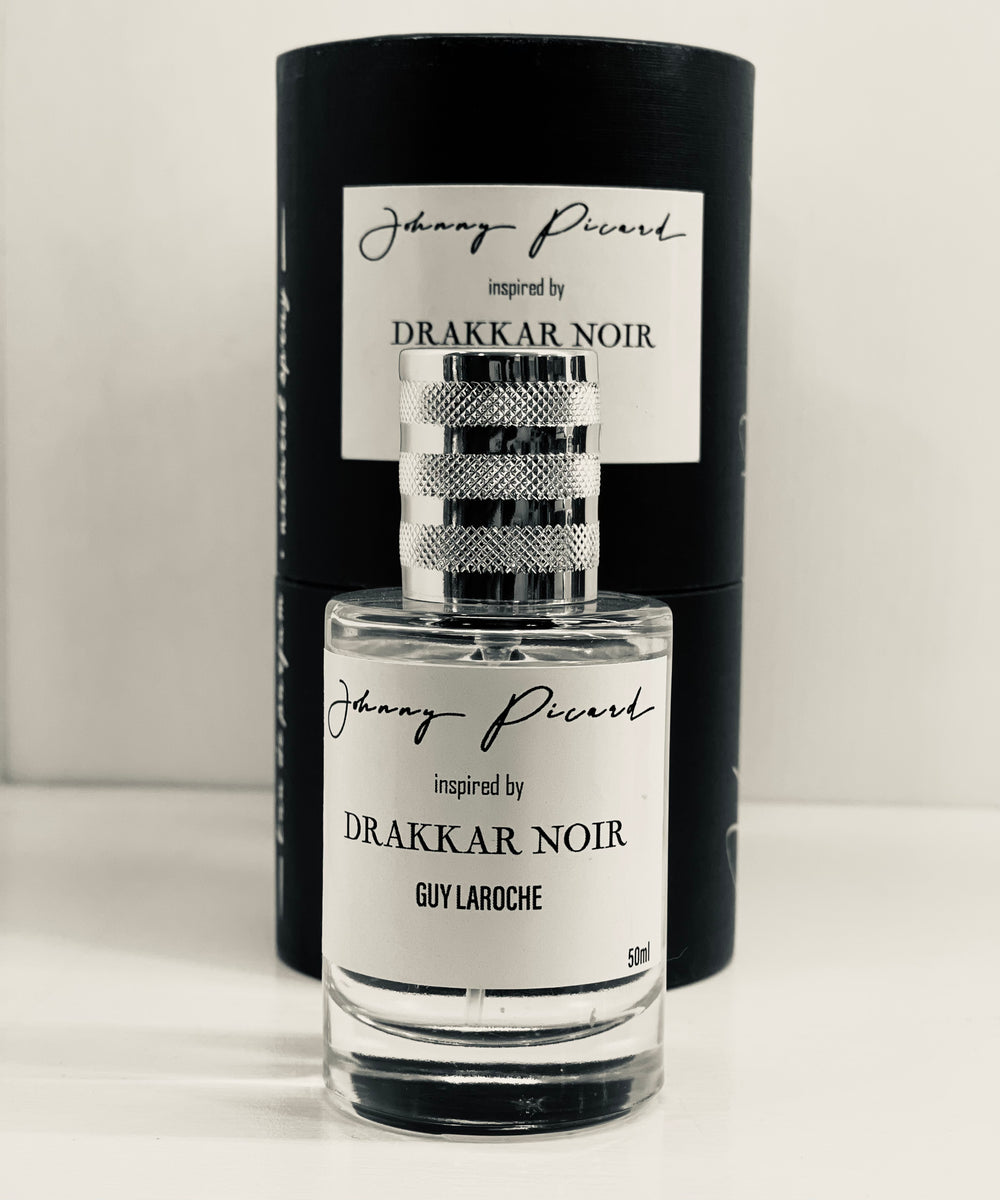 Johnny Picard
inspired by
DRAKKAR NOIR
Johnny Picard
inspired by
DRAKKAR NOIR
GUY LAROCHE
50ml